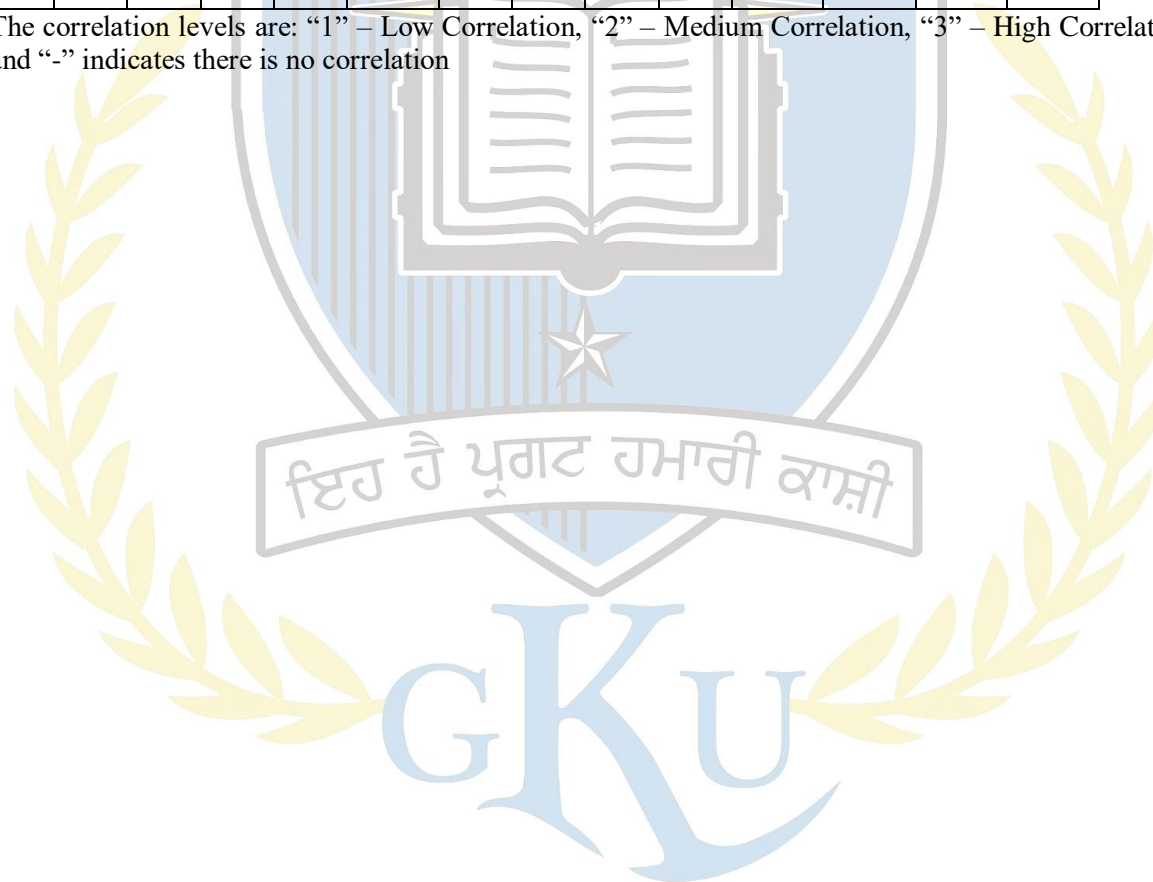 The correlation levels are: “1” – Low Correlation, “2” – Medium Correlation, “3” – High
and “-” indicates there is no correlation
ਇਹ ਹੈ ਪ੍ਰਗਟ ਹਮਾਰੀ ਕਾਸ਼ੀ
GKU